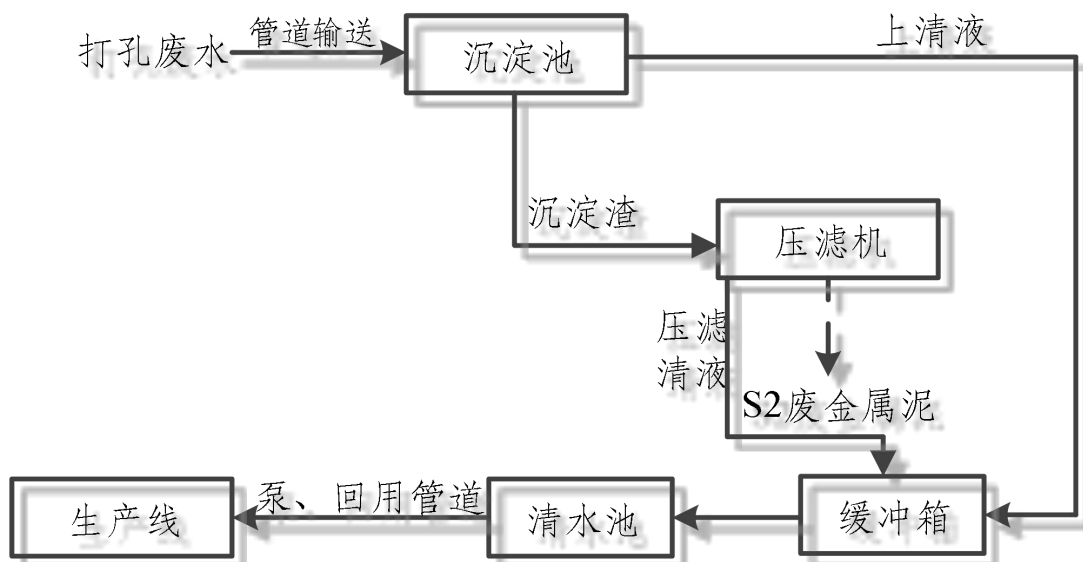 打孔废水
管道输送
沉淀池
上清液
沉淀渣
压滤机
压滤
清液
S2废金属泥
生产线
泵、回用管道
清水池
缓冲箱